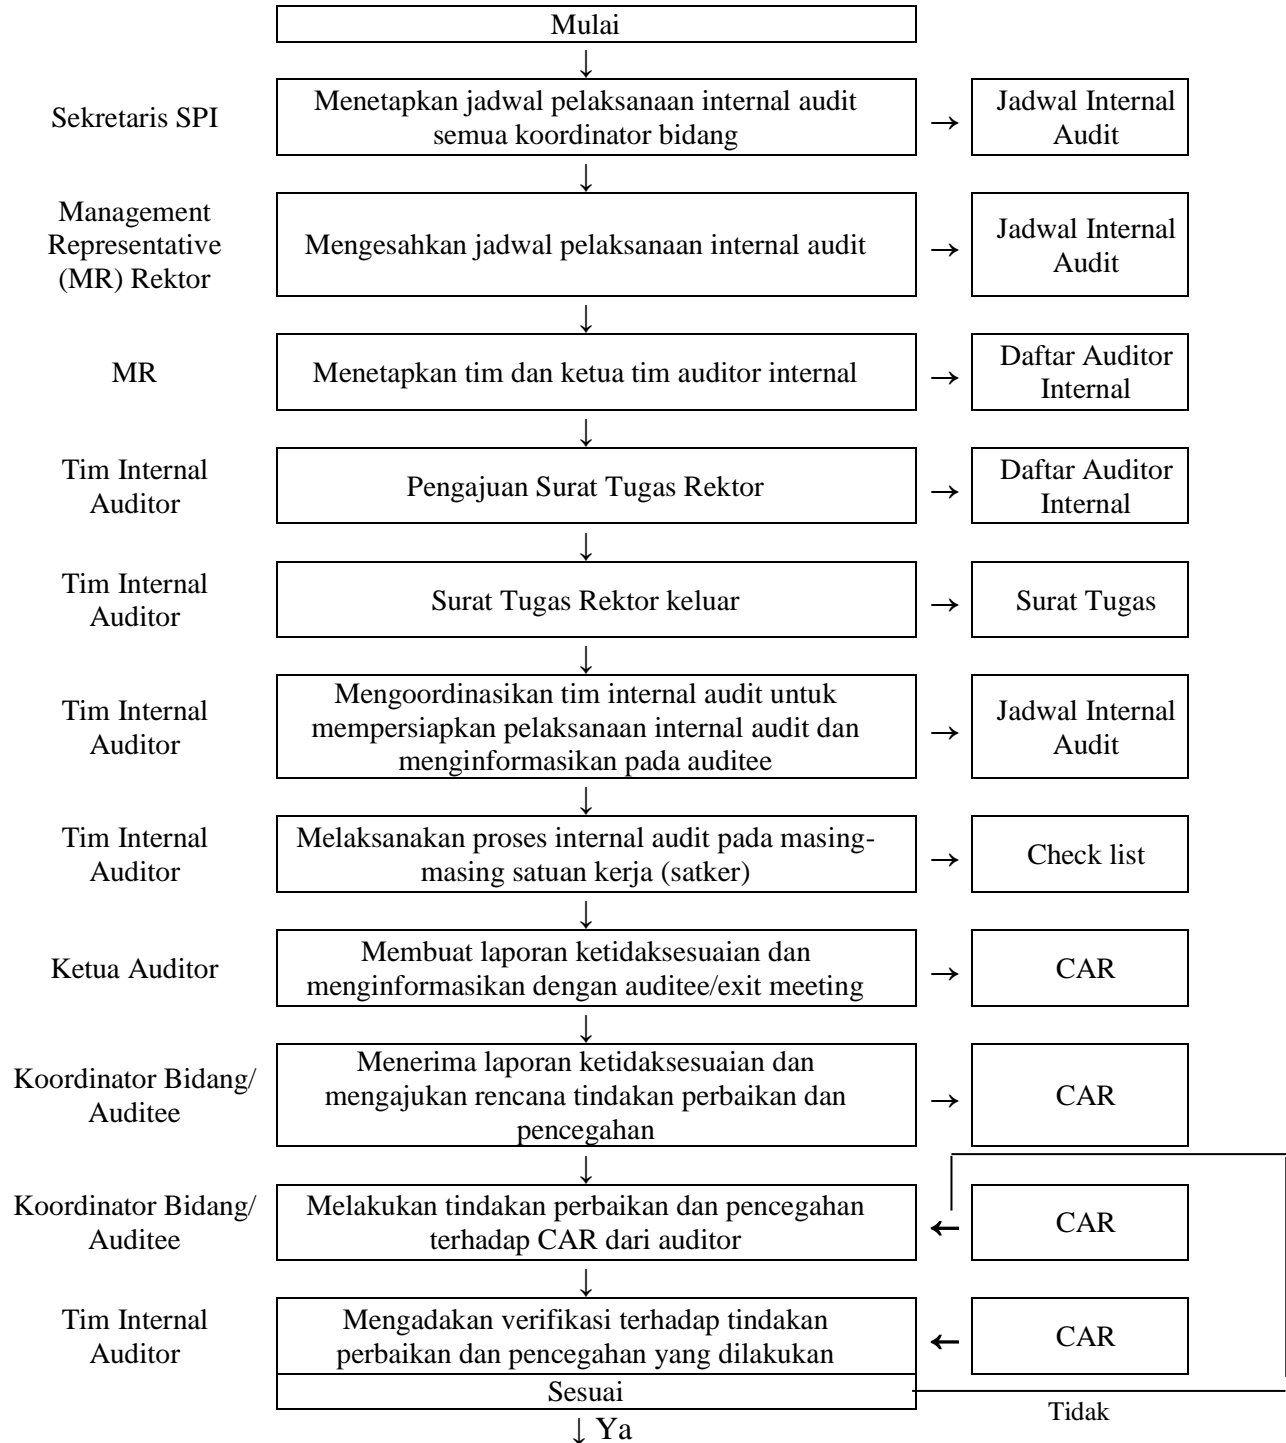 Mulai
↓
Sekretaris SPI
Menetapkan jadwal pelaksanaan internal audit
semua koordinator bidang
→
Jadwal Internal
Audit
↓
Management
Representative
(MR) Rektor
Mengesahkan jadwal pelaksanaan internal audit
→
Jadwal Internal
Audit
↓
MR
Menetapkan tim dan ketua tim auditor internal
→
Daftar Auditor
Internal
↓
Tim Internal
Auditor
Pengajuan Surat Tugas Rektor
→
Daftar Auditor
Internal
↓
Tim Internal
Auditor
Surat Tugas Rektor keluar
→
Surat Tugas
↓
Tim Internal
Auditor
Mengoordinasikan tim internal audit untuk
mempersiapkan pelaksanaan internal audit dan
menginformasikan pada auditee
→
Jadwal Internal
Audit
↓
Tim Internal
Auditor
Melaksanakan proses internal audit pada masing-
masing satuan kerja (satker)
→
Check list
↓
Ketua Auditor
Membuat laporan ketidaksesuaian dan
menginformasikan dengan auditee/exit meeting
→
CAR
↓
Koordinator Bidang/
Auditee
Menerima laporan ketidaksesuaian dan
mengajukan rencana tindakan perbaikan dan
pencegahan
→
CAR
↓
Koordinator Bidang/
Auditee
Melakukan tindakan perbaikan dan pencegahan
terhadap CAR dari auditor
←
CAR
↓
Tim Internal
Auditor
Mengadakan verifikasi terhadap tindakan
perbaikan dan pencegahan yang dilakukan
←
CAR
Sesuai
Tidak
↓ Ya